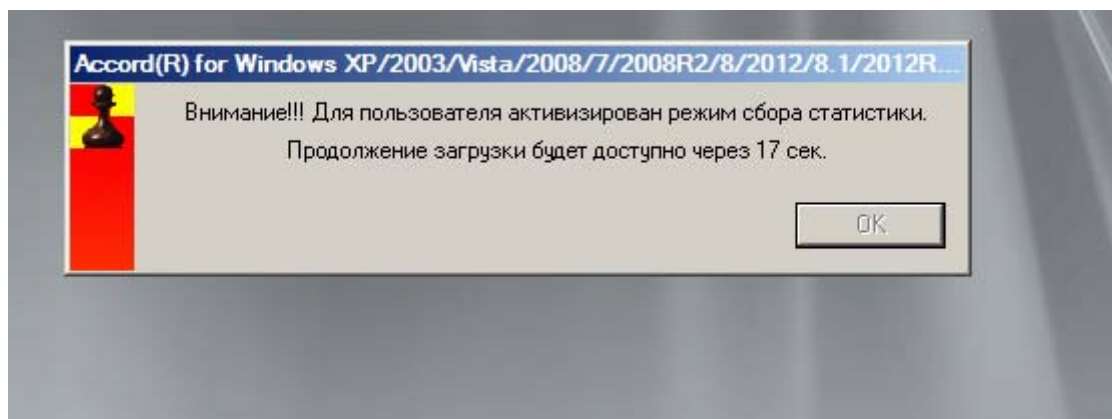 Accord(R) for Windows XP/2003/Vista/2008/7/2008R2/8/2012/8.1/2012R...
Внимание!!! Для пользователя активизирован режим сбора статистики.
Продолжение загрузки будет доступно через 17 сек.
OK